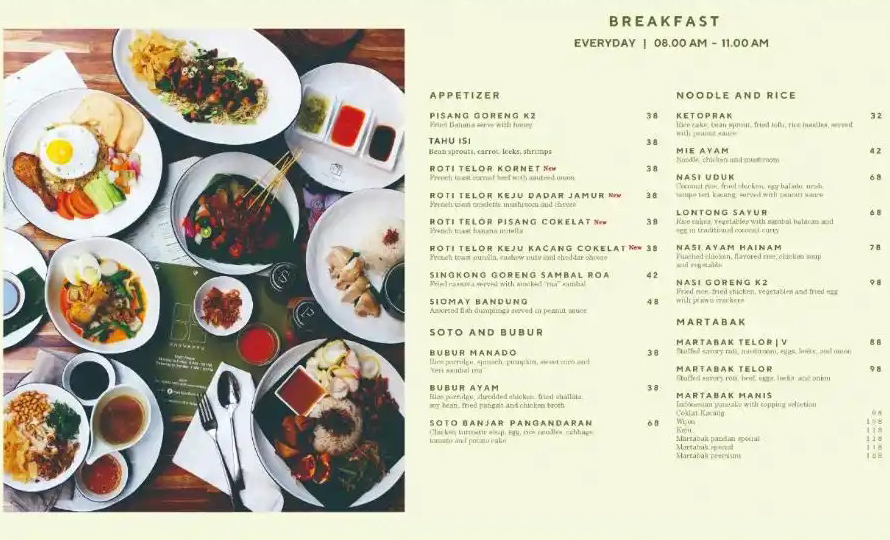 BREAKFAST
EVERYDAY | 08.00 AM - 11.00 AM
APPETIZER
PISANG GORENG K2 38
Fried Banana serve with honey
TAHU ISI 38
Bean sprouts, carrot, leeks, shrimps
ROTI TELOR KORNET New 38
French toast corned beef with sauteed onion
ROTI TELOR KEJU DADAR JAMUR New 38
French toast omelette mushroom and cheese
ROTI TELOR PISANG COKELAT New 38
French toast banana nutella
ROTI TELOR KEJU KACANG COKELAT New 38
French toast nutella, cashew nuts and cheddar cheese
SINGKONG GORENG SAMBAL ROA 42
Fried cassava served with smoked "roa" sambal
SIOMAY BANDUNG 48
Assorted fish dumplings served in peanut sauce
SOTO AND BUBUR
BUBUR MANADO 38
Rice porridge, spinach, pumpkin, sweet corn and
sambal roa"
BUBUR AYAM 38
Rice porridge, shredded chicken, fried shallots,
soy bean, fried pangsit and chicken broth
SOTO BANJAR PANGANDARAN 68
Chicken turmeric soup, egg, rice noodles, cabbage,
tomato and potato cake
NOODLE AND RICE
KETOPRAK 32
Rice cake, bean sprout, fried tofu, rice noodles, served
with peanut sauce
MIE AYAM 42
Noodle, chicken and mushroom
NASI UDUK 68
Coconut rice, fried chicken, egg balado, urab,
tempe teri kacang, served with peanut sauce
LONTONG SAYUR 68
Rice cakes, vegetables with sambal balacan and
egg in traditional coconut curry
NASI AYAM HAINAM 78
Poached chicken, flavored rice, chicken soup
and vegetable
NASI GORENG K2 98
Fried rice, fried chicken, vegetables and fried egg
with prawn crackers
MARTABAK
MARTABAK TELOR | V 88
Stuffed savory roti, mushroom, eggs, leeks, and onion
MARTABAK TELOR 98
Stuffed savory roti, beef, eggs, leeks and onion
MARTABAK MANIS
Indonesian pancake with topping selection
Coklat Kacang 98
Wijen
Keju
Martabak pandan special
Martabak special
Martabak premium